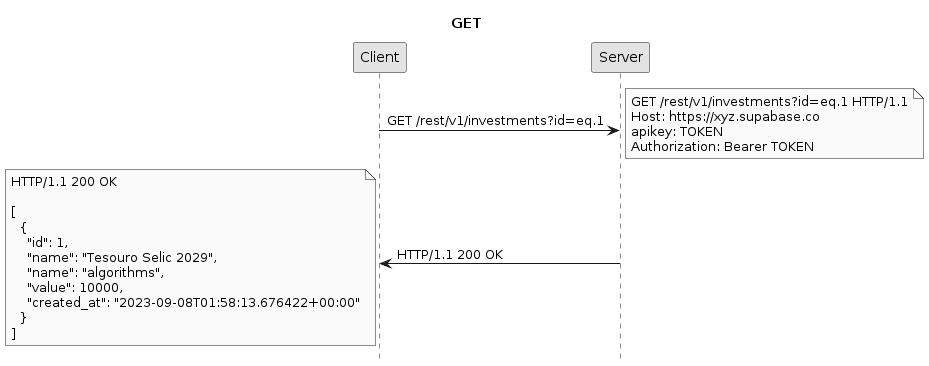 GET
Client
Server
GET /rest/v1/investments?id=eq.1
GET /rest/v1/investments?id=eq.1 HTTP/1.1
Host: https://xyz.supabase.co
apikey: TOKEN
Authorization: Bearer TOKEN
HTTP/1.1 200 OK
HTTP/1.1 200 OK
[
  {
    "id": 1,
    "name": "Tesouro Selic 2029",
    "name": "algorithms",
    "value": 10000,
    "created_at": "2023-09-08T01:58:13.676422+00:00"
  }
]